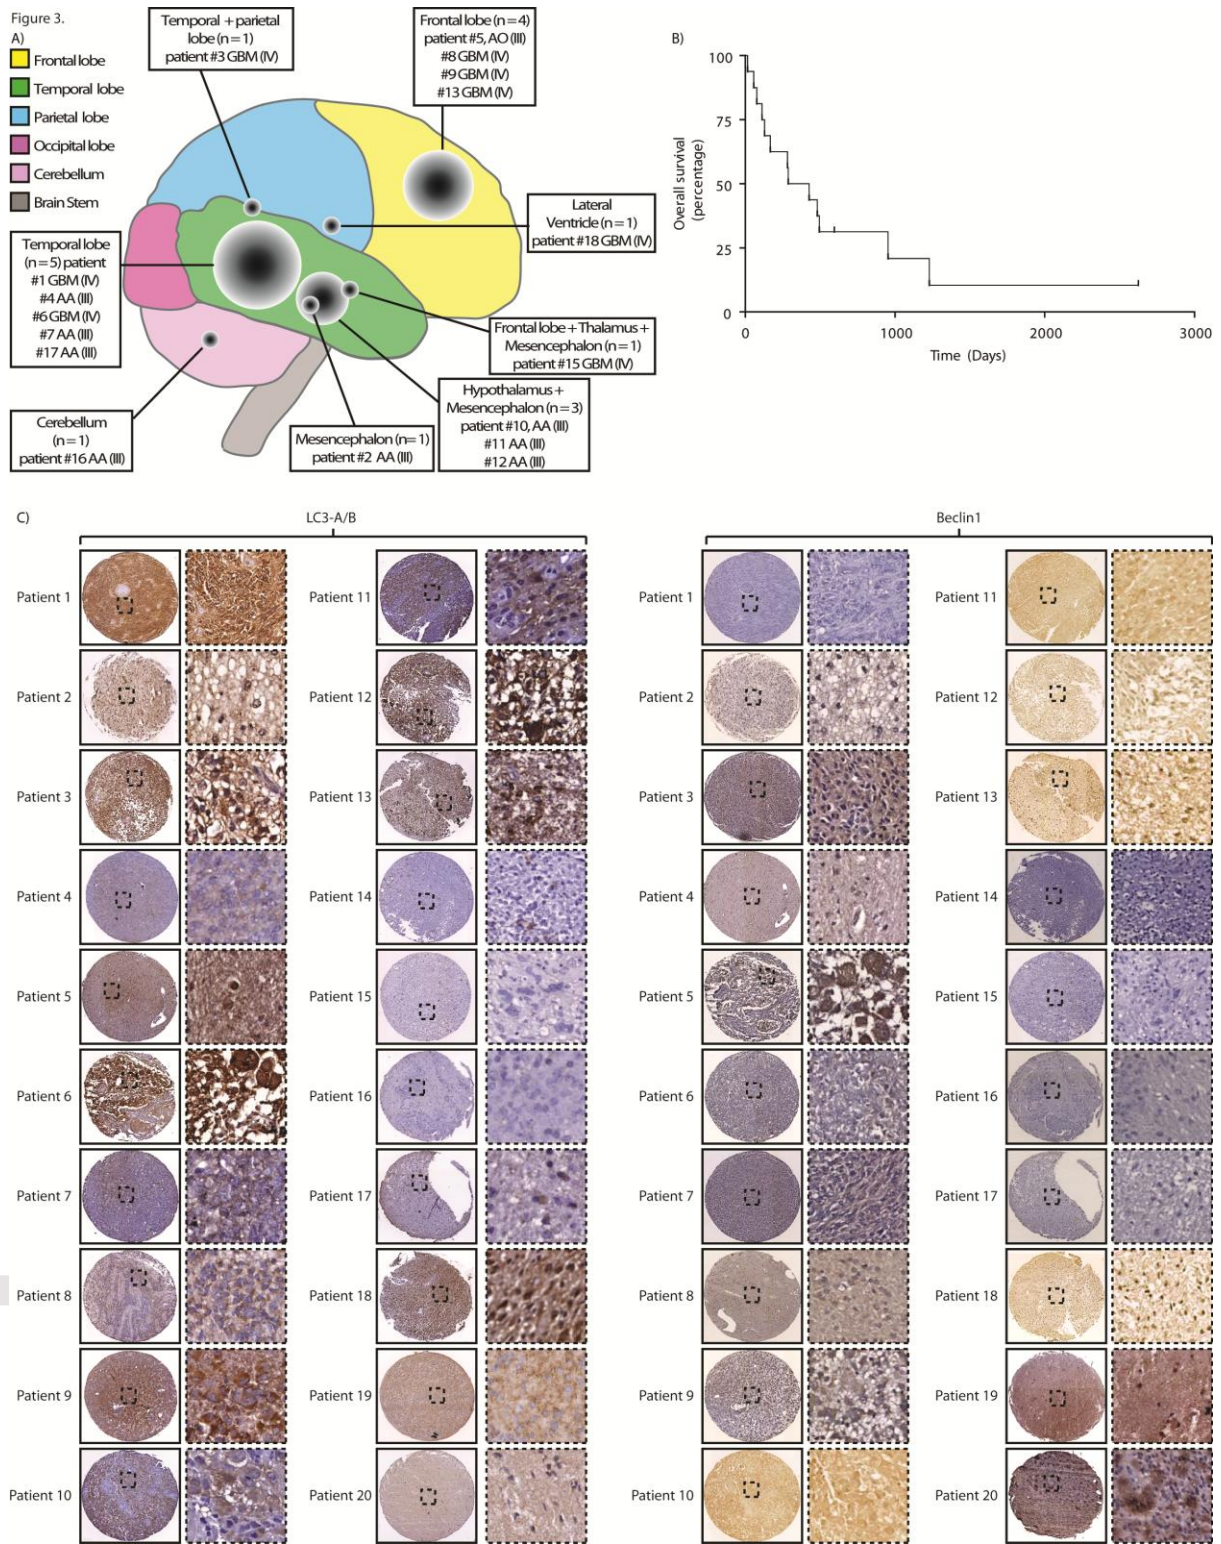 Figure 3.
A)
Frontal lobe
Temporal lobe
Parietal lobe
Occipital lobe
Cerebellum
Brain Stem
Temporal + parietal
lobe (n = 1)
patient #3 GBM (IV)
Frontal lobe (n = 4)
patient #5, AO (III)
#8 GBM (IV)
#9 GBM (IV)
#13 GBM (IV)
Lateral
Ventricle (n = 1)
patient #18 GBM (IV)
Temporal lobe
(n = 5) patient
#1 GBM (IV)
#4 AA (III)
#6 GBM (IV)
#7 AA (III)
#17 AA (III)
Frontal lobe + Thalamus +
Mesencephalon (n = 1)
patient #15 GBM (IV)
Hypothalamus +
Mesencephalon (n = 3)
patient #10, AA (III)
#11 AA (III)
#12 AA (III)
Cerebellum
(n = 1)
patient #16 AA (III)
Mesencephalon (n= 1)
patient #2 AA (III)
B)
Overall survival
(percentage)
100
75
50
25
0
0
1000
2000
3000
Time (Days)
C)
LC3-A/B
Beclin1
Patient 1
Patient 11
Patient 1
Patient 11
Patient 2
Patient 12
Patient 2
Patient 12
Patient 3
Patient 13
Patient 3
Patient 13
Patient 4
Patient 14
Patient 4
Patient 14
Patient 5
Patient 15
Patient 5
Patient 15
Patient 6
Patient 16
Patient 6
Patient 16
Patient 7
Patient 17
Patient 7
Patient 17
Patient 8
Patient 18
Patient 8
Patient 18
Patient 9
Patient 19
Patient 9
Patient 19
Patient 10
Patient 20
Patient 10
Patient 20